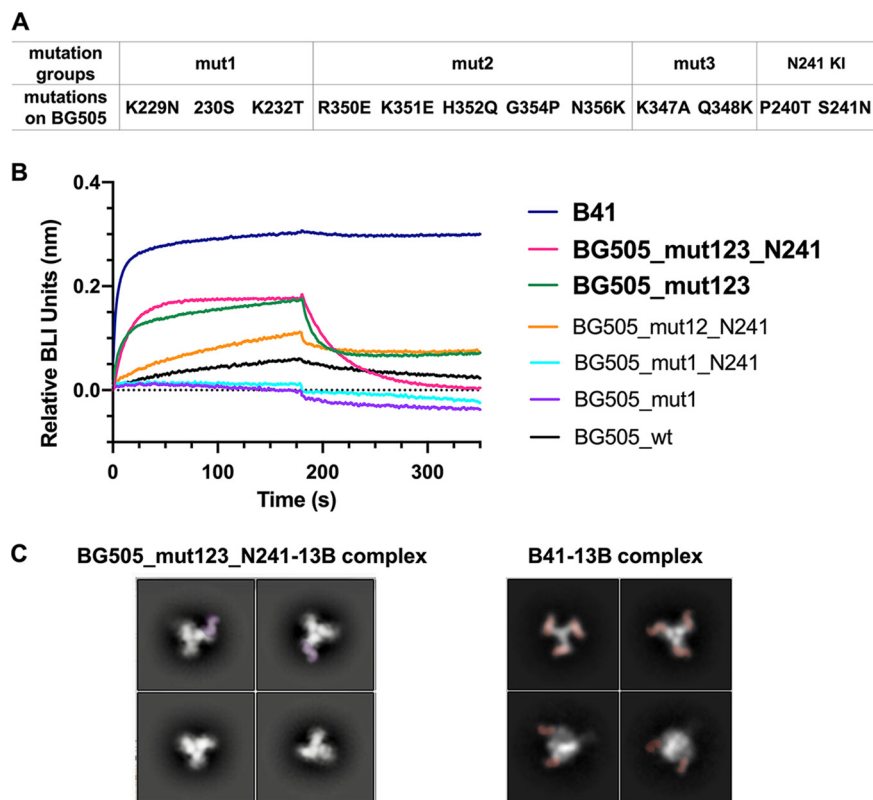 A
mutation groups mut1 mut2 mut3 N241 KI
mutations on BG505 K229N 230S K232T R350E K351E H352Q G354P N356K K347A Q348K P240T S241N
B
Relative BLI Units (nm)
0.4
0.2
0.0
0 100 200 300
Time (s)
B41
BG505_mut123_N241
BG505_mut123
BG505_mut12_N241
BG505_mut1_N241
BG505_mut1
BG505_wt
C
BG505_mut123_N241-13B complex B41-13B complex